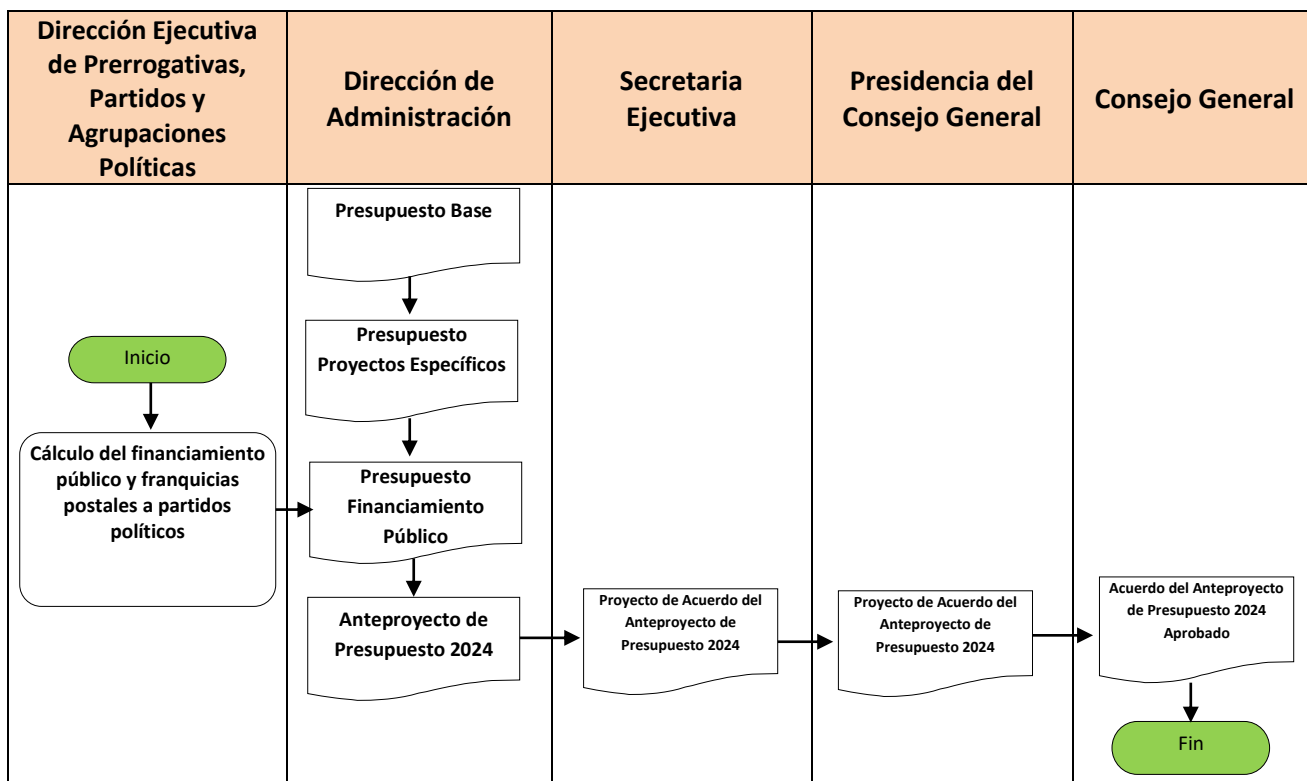 Dirección Ejecutiva
de Prerrogativas,
Partidos y
Agrupaciones
Políticas
Dirección de
Administración
Secretaria
Ejecutiva
Presidencia del
Consejo General
Consejo General
Inicio
Cálculo del financiamiento
público y franquicias
postales a partidos
políticos
Presupuesto Base
Presupuesto
Proyectos Específicos
Presupuesto
Financiamiento
Público
Anteproyecto de
Presupuesto 2024
Proyecto de Acuerdo del
Anteproyecto de
Presupuesto 2024
Proyecto de Acuerdo del
Anteproyecto de
Presupuesto 2024
Acuerdo del Anteproyecto
de Presupuesto 2024
Aprobado
Fin